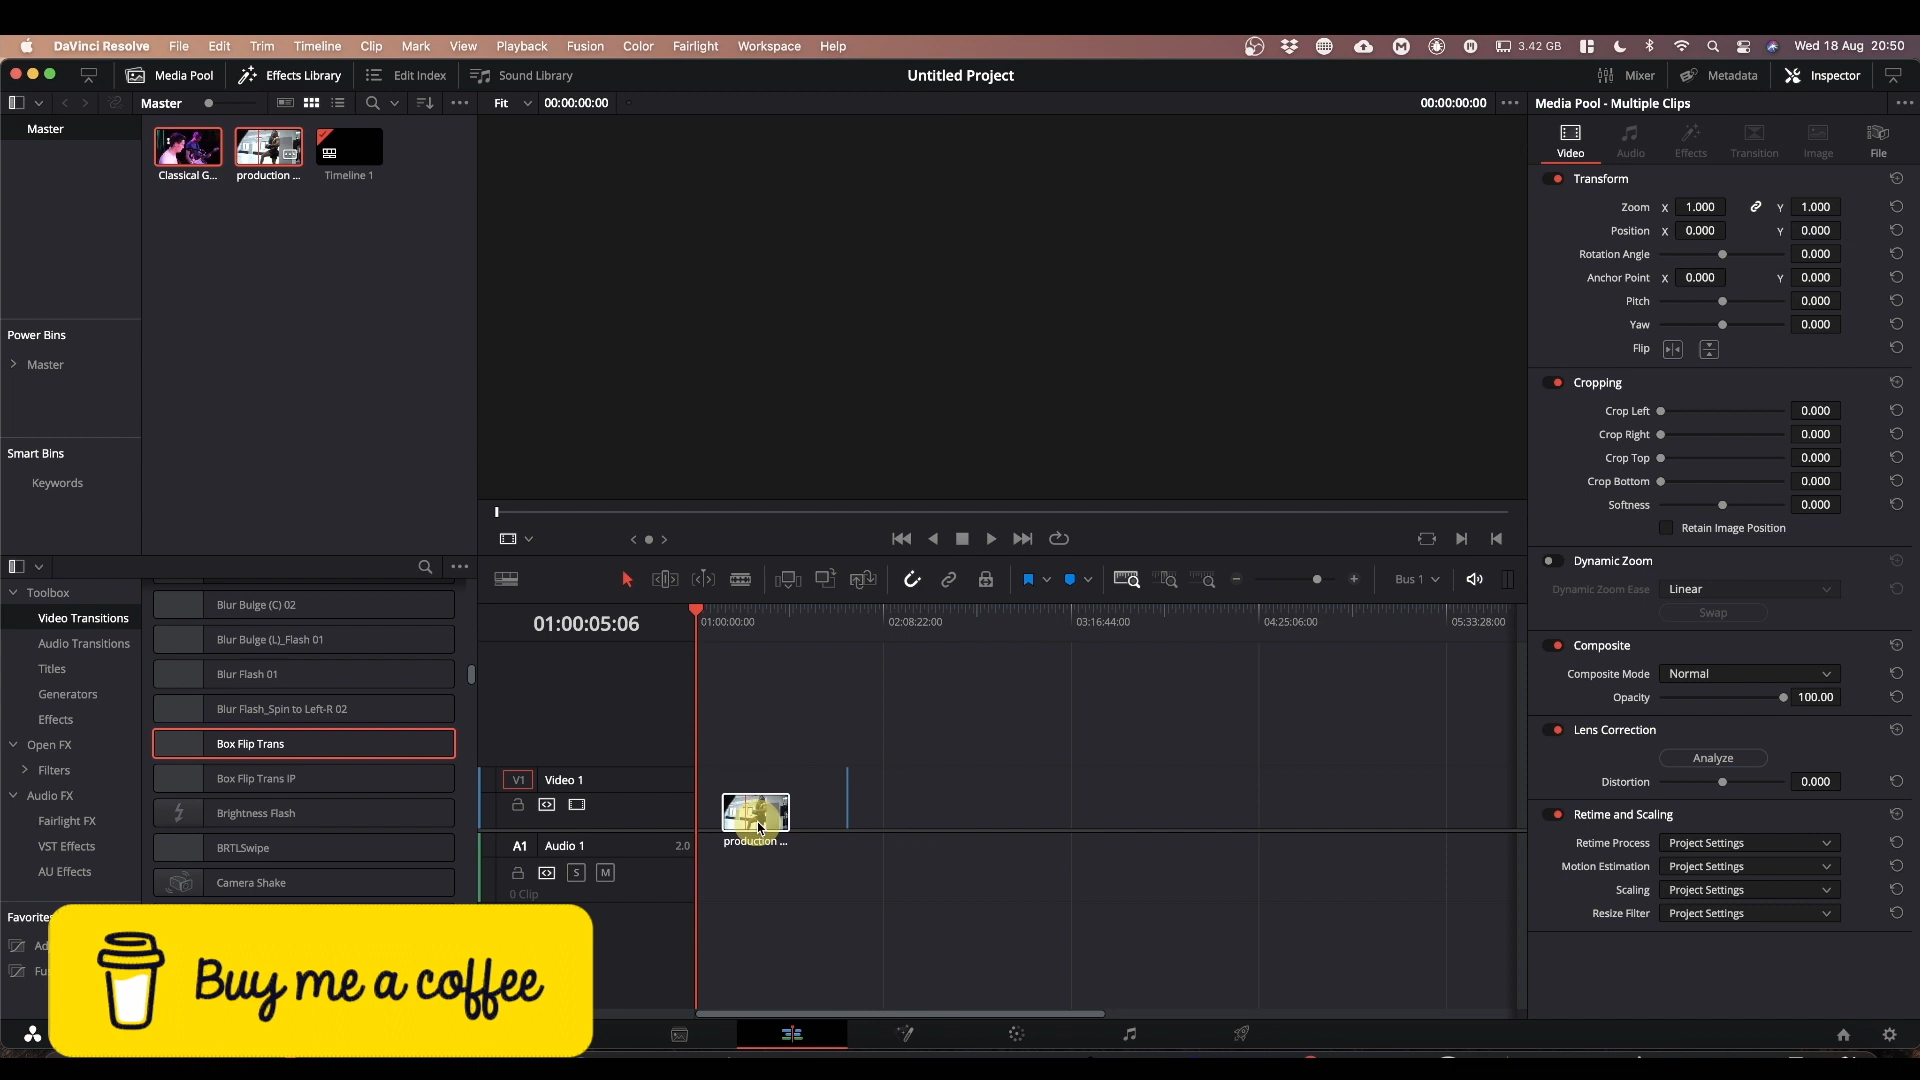 DaVinci Resolve File Edit Trim Timeline Clip Mark View Playback Fusion Color Fairlight Workspace Help 3.42 GB Wed 18 Aug 20:50
Media Pool Effects Library Edit Index Sound Library Untitled Project Mixer Metadata Inspector
Master Fit 00:00:00:00 00:00:00:00 Media Pool - Multiple Clips
Master
Classical G... production ... Timeline 1
Power Bins
Master
Smart Bins
Keywords
Video Audio Effects Transition Image File
Transform
Zoom X 1.000 Y 1.000
Position X 0.000 Y 0.000
Rotation Angle 0.000
Anchor Point X 0.000 Y 0.000
Pitch 0.000
Yaw 0.000
Flip
Cropping
Crop Left 0.000
Crop Right 0.000
Crop Top 0.000
Crop Bottom 0.000
Softness 0.000
Retain Image Position
Dynamic Zoom
Dynamic Zoom Ease Linear
Swap
Composite
Composite Mode Normal
Opacity 100.00
Lens Correction
Analyze
Distortion 0.000
Retime and Scaling
Retime Process Project Settings
Motion Estimation Project Settings
Scaling Project Settings
Resize Filter Project Settings
Toolbox
Video Transitions
Audio Transitions
Titles
Generators
Effects
Open FX
Filters
Audio FX
Fairlight FX
VST Effects
AU Effects
Favorites
Blur Bulge (C) 02
Blur Bulge (L)_Flash 01
Blur Flash 01
Blur Flash_Spin to Left-R 02
Box Flip Trans
Box Flip Trans IP
Brightness Flash
BRTLSwipe
Camera Shake
Bus 1
01:00:05:06 01:00:00:00 02:08:22:00 03:16:44:00 04:25:06:00 05:33:28:00
V1 Video 1
production ...
A1 Audio 1 2.0
S M
0 Clip
Buy me a coffee